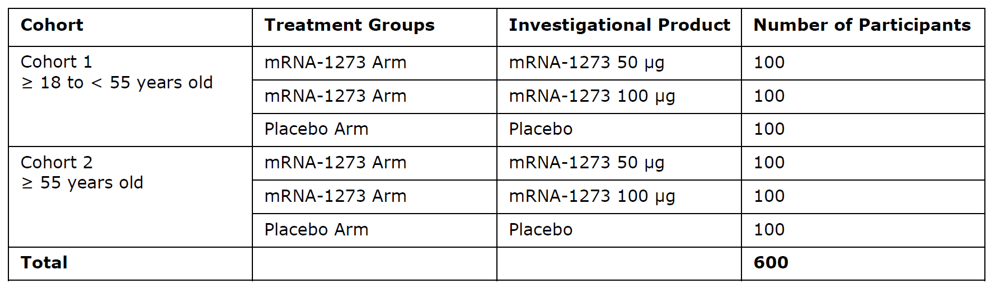 Cohort Treatment Groups Investigational Product Number of Participants
Cohort 1 mRNA-1273 Arm mRNA-1273 50 µg 100
≥ 18 to < 55 years old
mRNA-1273 Arm mRNA-1273 100 µg 100
Placebo Arm Placebo 100
Cohort 2 mRNA-1273 Arm mRNA-1273 50 µg 100
≥ 55 years old
mRNA-1273 Arm mRNA-1273 100 µg 100
Placebo Arm Placebo 100
Total 600